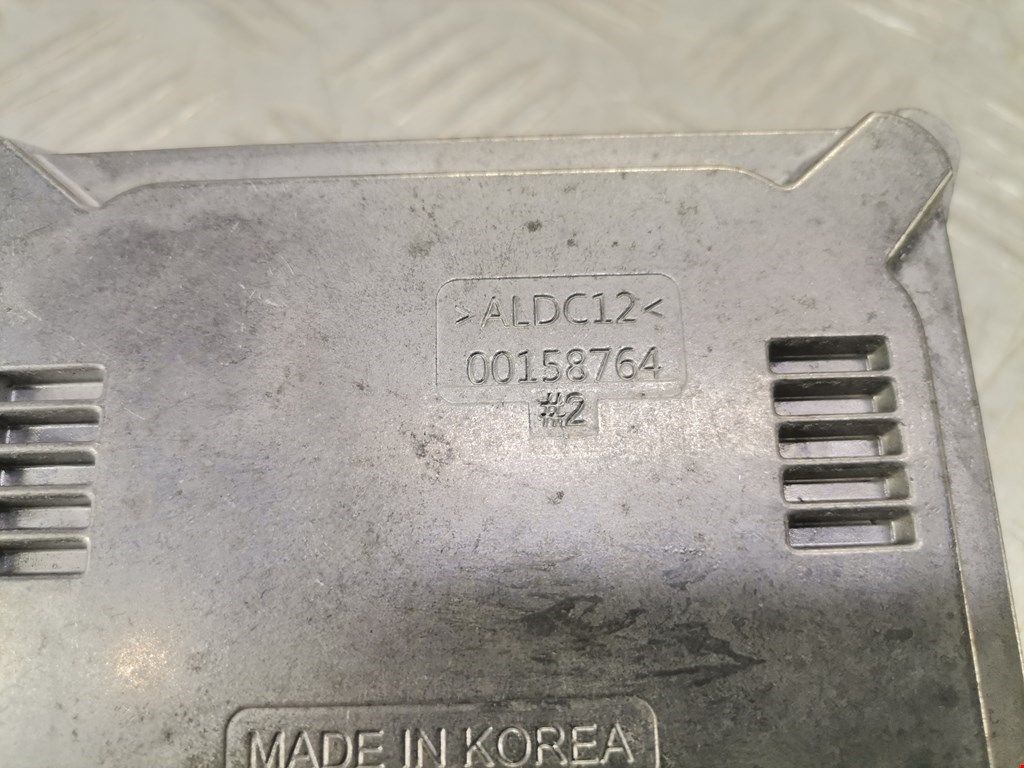 >ALDC12<
00158764
#2
MADE IN KOREA